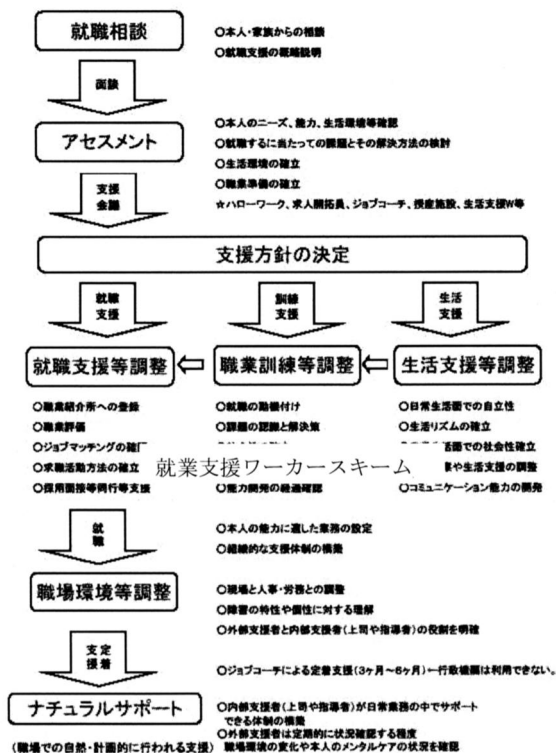 就職相談
○本人・家族からの相談
○就職支援の概略説明
面談
アセスメント
○本人のニーズ、能力、生活環境等確認
○就職するに当たっての課題とその解決方法の検討
○生活環境の確立
○職業準備の確立
☆ハローワーク、求人開拓員、ジョブコーチ、授産施設、生活支援W等
支援
会議
支援方針の決定
就職
支援
訓練
支援
生活
支援
就職支援等調整
職業訓練等調整
生活支援等調整
○職業紹介所への登録
○職業評価
○ジョブマッチングの確
○求職活動方法の確立
○採用面接等同行等支援
○就職の動機付け
○課題の認識と解決策
○能力開発の経過確認
○日常生活面での自立性
○生活リズムの確立
活面での社会性確立
や生活支援の調整
○コミュニケーション能力の開発
就業支援ワーカースキーム
就
職
○本人の能力に適した業務の設定
○組織的な支援体制の構築
職場環境等調整
○現場と人事・労務との調整
○障害の特性や個性に対する理解
○外部支援者と内部支援者(上司や指導者)の役割を明確
支定
援着
○ジョブコーチによる定着支援(3ヶ月~6ヶ月)←行政機関は利用できない。
ナチュラルサポート
(職場での自然・計画的に行われる支援)
○内部支援者(上司や指導者)が日常業務の中でサポート
できる体制の構築
○外部支援者は定期的に状況確認する程度
職場環境の変化や本人のメンタルケアの状況を確認